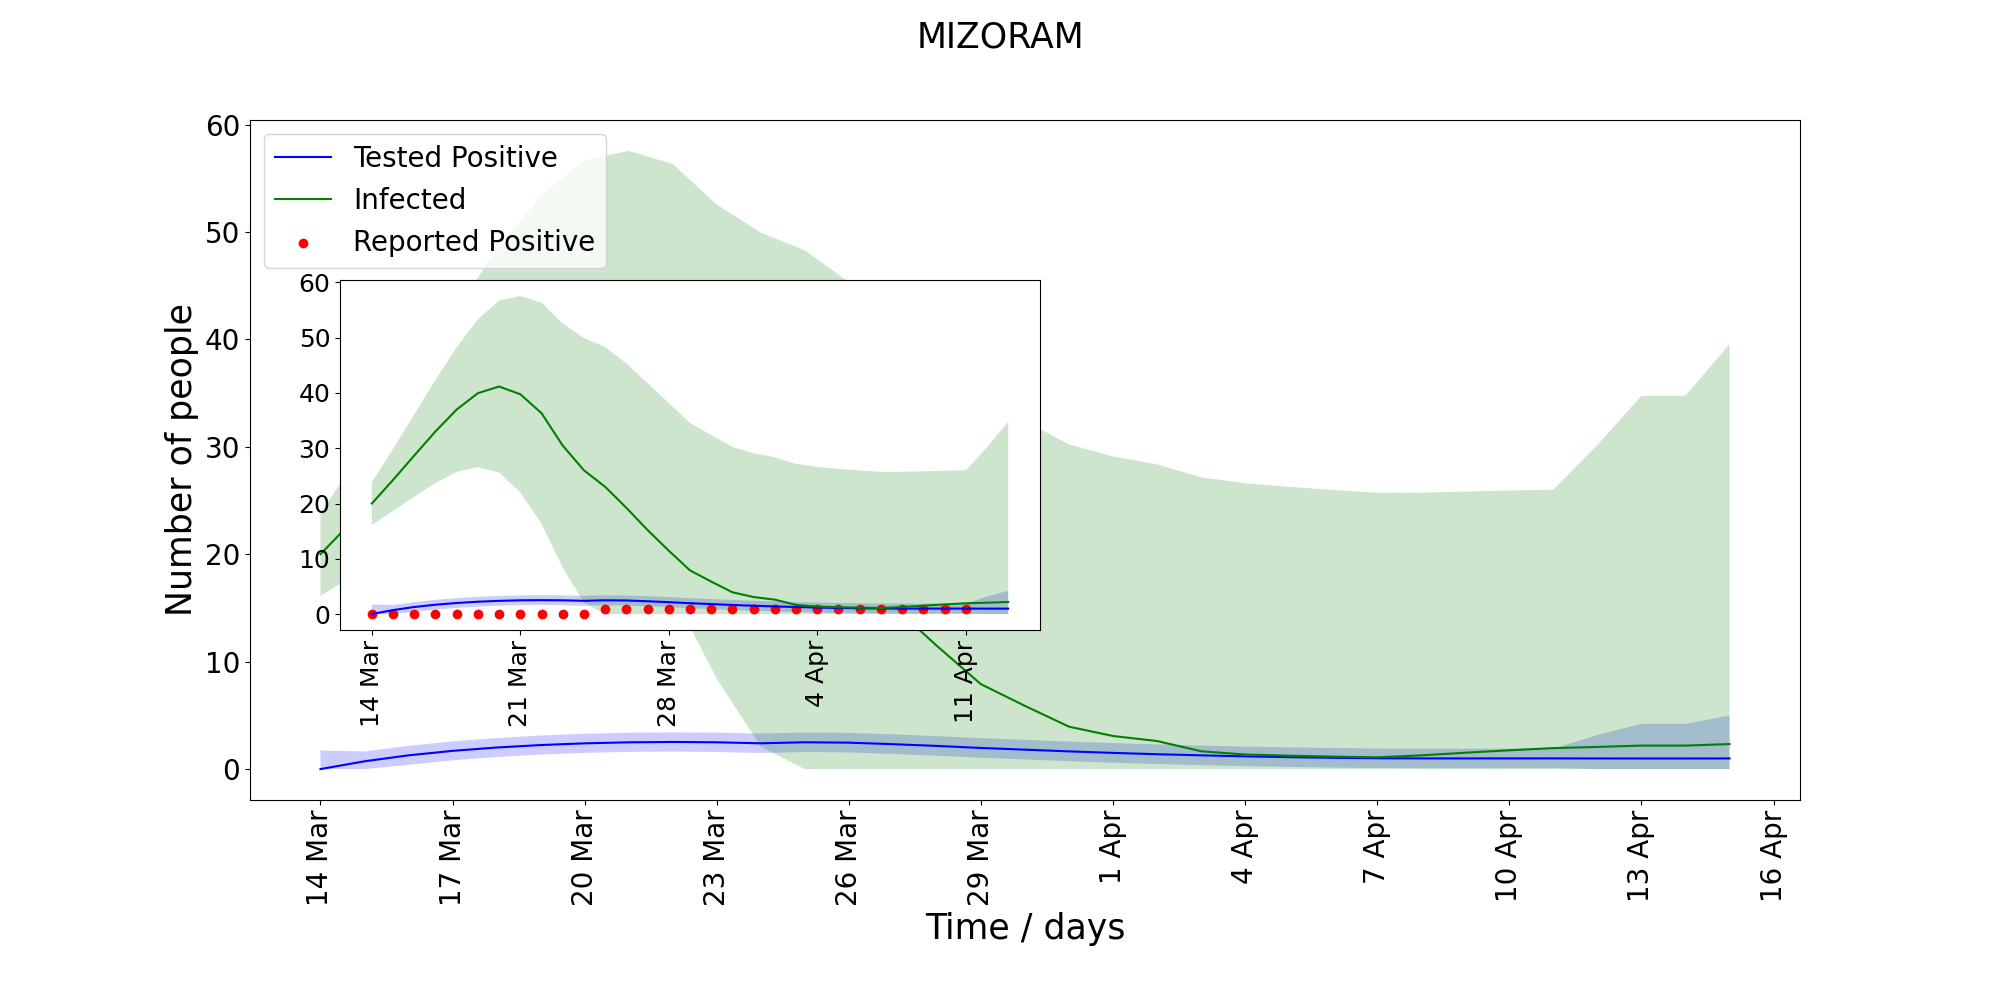 MIZORAM
Tested Positive
Infected
Reported Positive
Number of people
60
50
40
30
20
10
0
60
50
40
30
20
10
0
14 Mar
21 Mar
28 Mar
4 Apr
11 Apr
14 Mar
17 Mar
20 Mar
23 Mar
26 Mar
29 Mar
1 Apr
4 Apr
7 Apr
10 Apr
13 Apr
16 Apr
Time / days